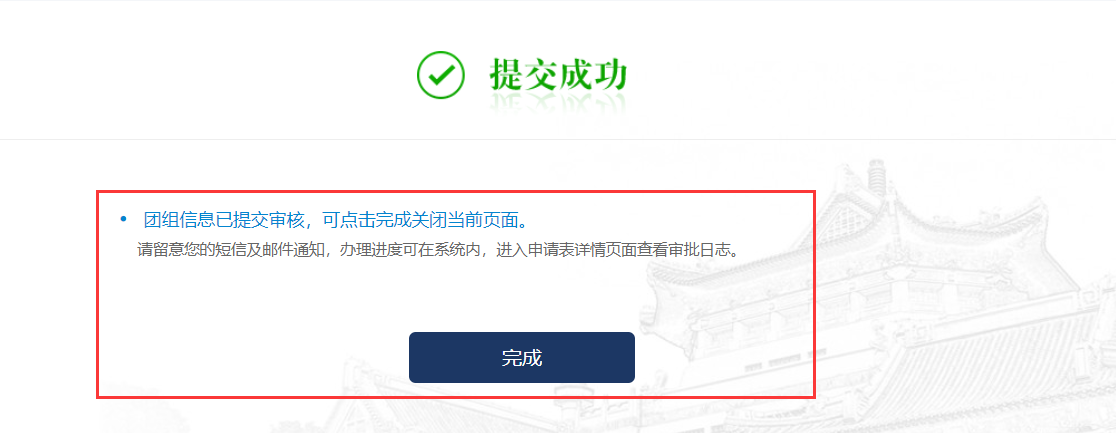 提交成功
• 团组信息已提交审核，可点击完成关闭当前页面。
请留意您的短信及邮件通知，办理进度可在系统内，进入申请表详情页面查看审批日志。
完成